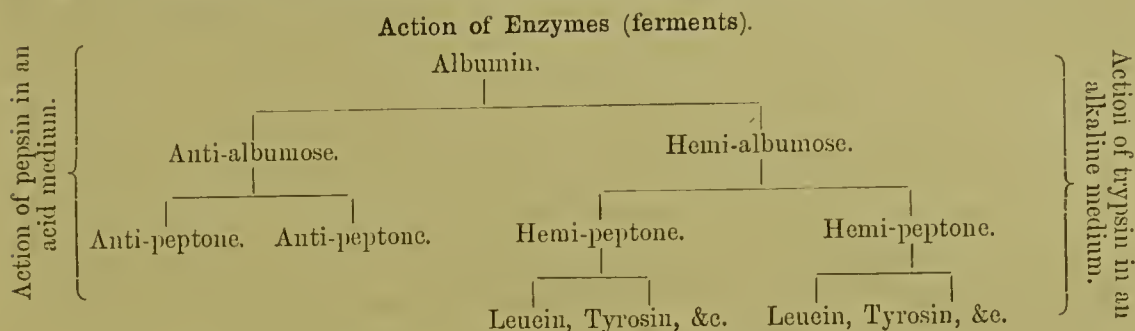 Action of Enzymes (ferments).
Albumin.
Anti-albumose. Hemi-albumose.
Anti-peptone. Anti-peptone. Hemi-peptone. Hemi-peptone.
Leucin, Tyrosin, &c. Leucin, Tyrosin, &c.
Action of pepsin in an
acid medium.
Action of trypsin in an
alkaline medium.